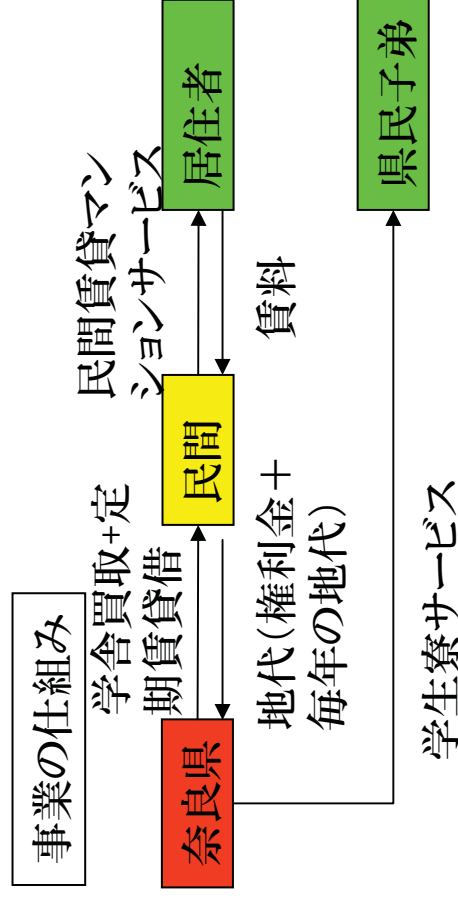 事業の仕組み
学舎買取+定
期賃貸借
民間賃貸マン
ションサービス
奈良県
民間
居住者
地代(権利金＋
毎年の地代)
賃料
学生寮サービス
県民子弟